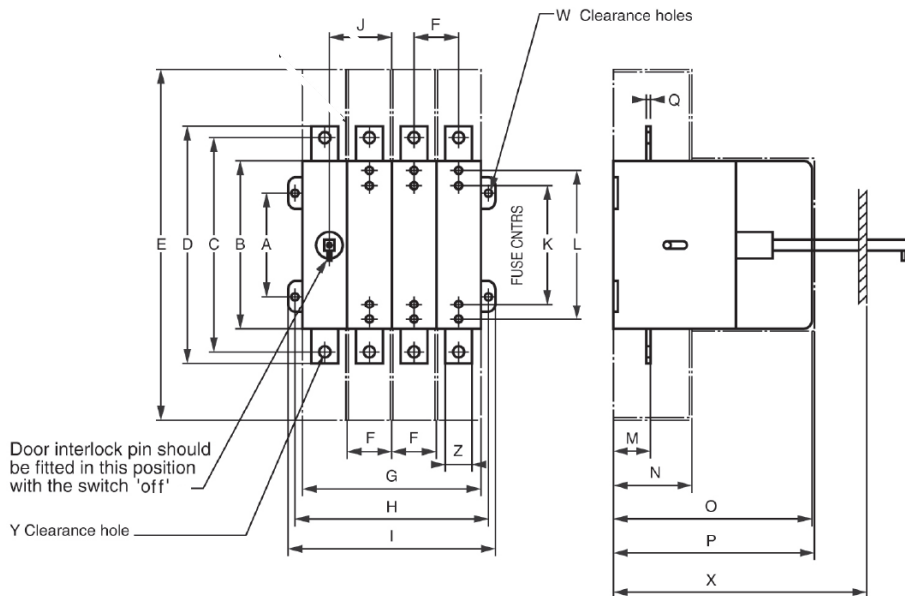 J
F
W Clearance holes
Q
E
D
C
B
A
FUSE CNTRS
K
L
Door interlock pin should
be fitted in this position
with the switch 'off'
Y Clearance hole
F
F
Z
G
H
I
M
N
O
P
X